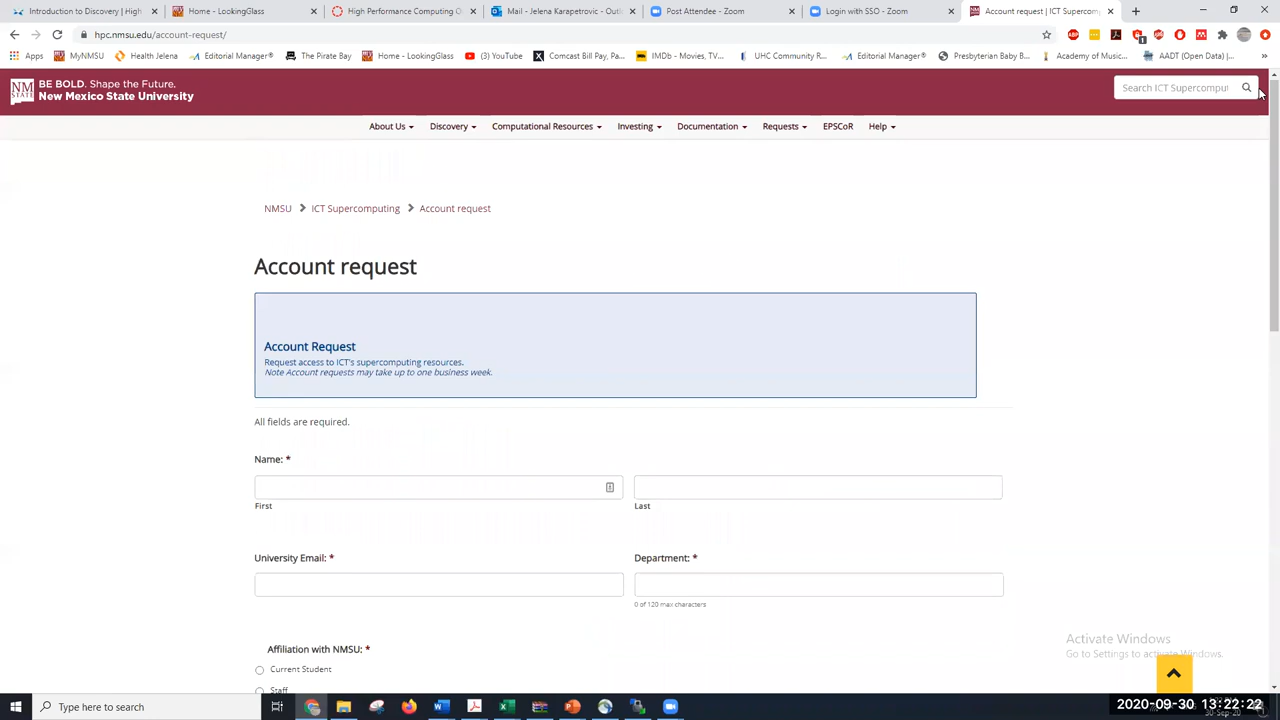 Introduction to Discovery | High
Home - LookingGlass
High Performance Computing O
Mail - Jelena Karapetrovic - Outl
Post Attendee - Zoom
Login with SSO - Zoom
Account request | ICT Supercomp
hpc.nmsu.edu/account-request/
Apps
MyNMSU
Health Jelena
Editorial Manager®
The Pirate Bay
Home - LookingGlass
(3) YouTube
Comcast Bill Pay, Pa...
IMDb - Movies, TV...
UHC Community R...
Editorial Manager®
Presbyterian Baby B...
Academy of Music...
AADT (Open Data) |...
BE BOLD. Shape the Future.
New Mexico State University
Search ICT Supercomput
About Us
Discovery
Computational Resources
Investing
Documentation
Requests
EPSCoR
Help
NMSU
ICT Supercomputing
Account request
Account request
Account Request
Request access to ICT's supercomputing resources.
Note Account requests may take up to one business week.
All fields are required.
Name: *
First
Last
University Email: *
Department: *
0 of 120 max characters
Affiliation with NMSU: *
Current Student
Staff
Activate Windows
Go to Settings to activate Windows.
Type here to search
2020-09-30 13:22:22
30-Sep-20